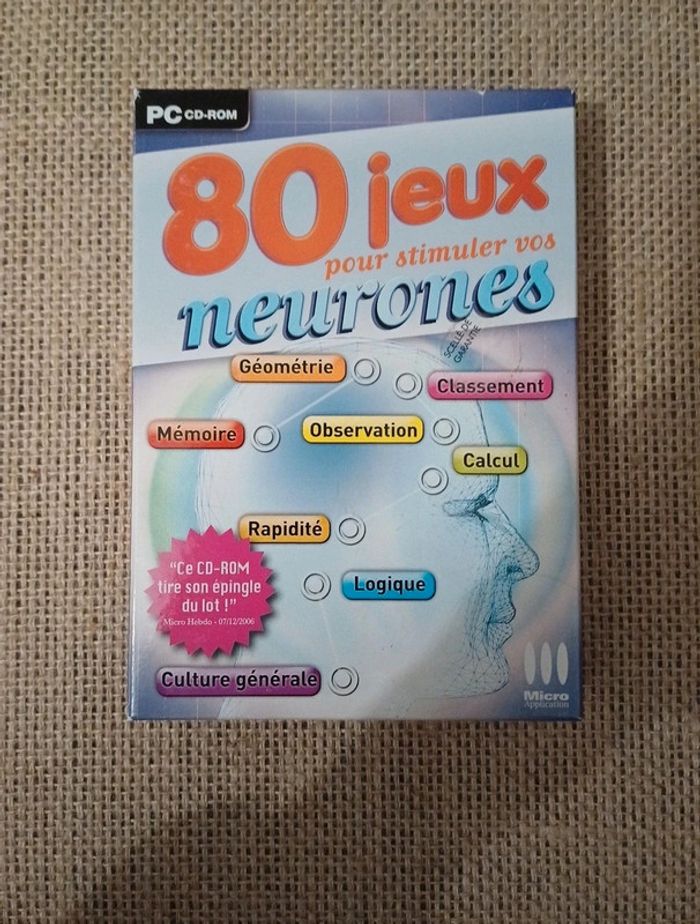 PC CD-ROM
80 jeux
pour stimuler vos
neurones
SCELLÉ DE
GARANTIE
Géométrie
Classement
Mémoire
Observation
Calcul
Rapidité
"Ce CD-ROM
tire son épingle
du lot !"
Micro Hebdo - 07/12/2006
Logique
Culture générale
Micro
Application